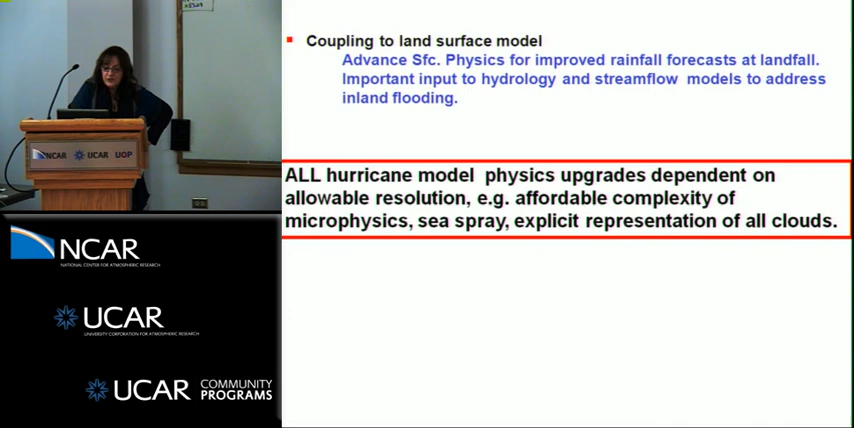 NCAR UCAR UOP
NCAR
NATIONAL CENTER FOR ATMOSPHERIC RESEARCH
UCAR
UNIVERSITY CORPORATION FOR ATMOSPHERIC RESEARCH
UCAR COMMUNITY
PROGRAMS
Coupling to land surface model
Advance Sfc. Physics for improved rainfall forecasts at landfall.
Important input to hydrology and streamflow models to address
inland flooding.
ALL hurricane model physics upgrades dependent on
allowable resolution, e.g. affordable complexity of
microphysics, sea spray, explicit representation of all clouds.